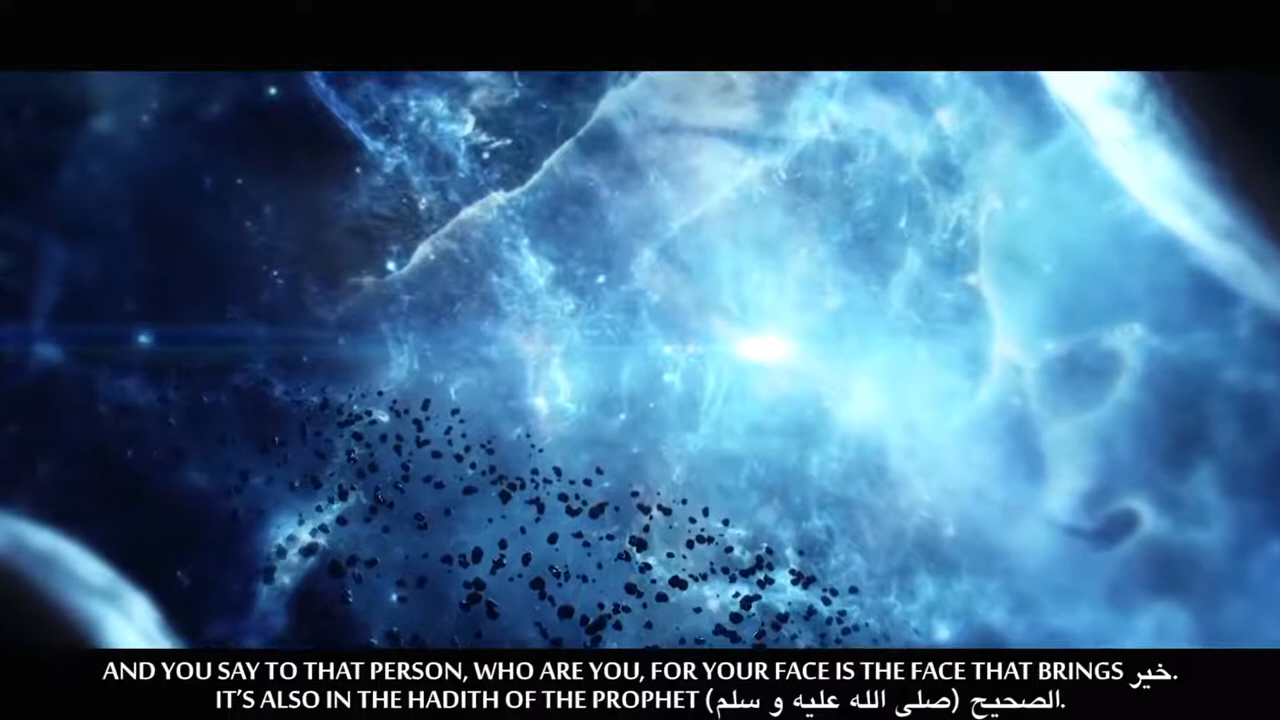 AND YOU SAY TO THAT PERSON, WHO ARE YOU, FOR YOUR FACE IS THE FACE THAT BRINGS خير.
IT'S ALSO IN THE HADITH OF THE PROPHET (صلى الله عليه و سلم) الصحيح.